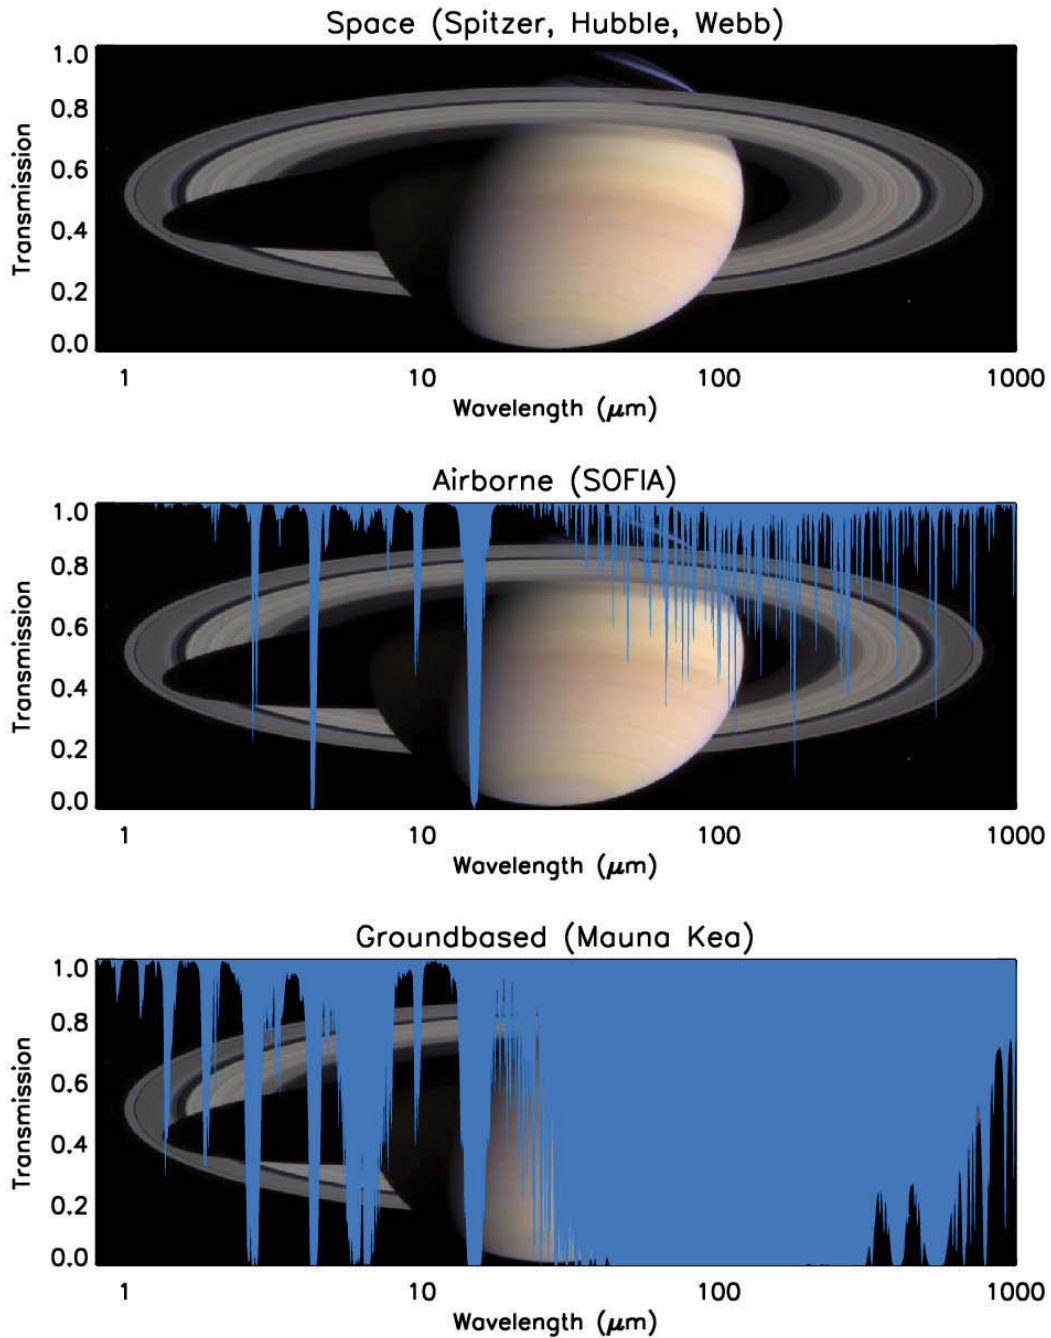 Space (Spitzer, Hubble, Webb)
Transmission
1.0
0.8
0.6
0.4
0.2
0.0
1 10 100 1000
Wavelength (μm)
Airborne (SOFIA)
Transmission
1.0
0.8
0.6
0.4
0.2
0.0
1 10 100 1000
Wavelength (μm)
Groundbased (Mauna Kea)
Transmission
1.0
0.8
0.6
0.4
0.2
0.0
1 10 100 1000
Wavelength (μm)